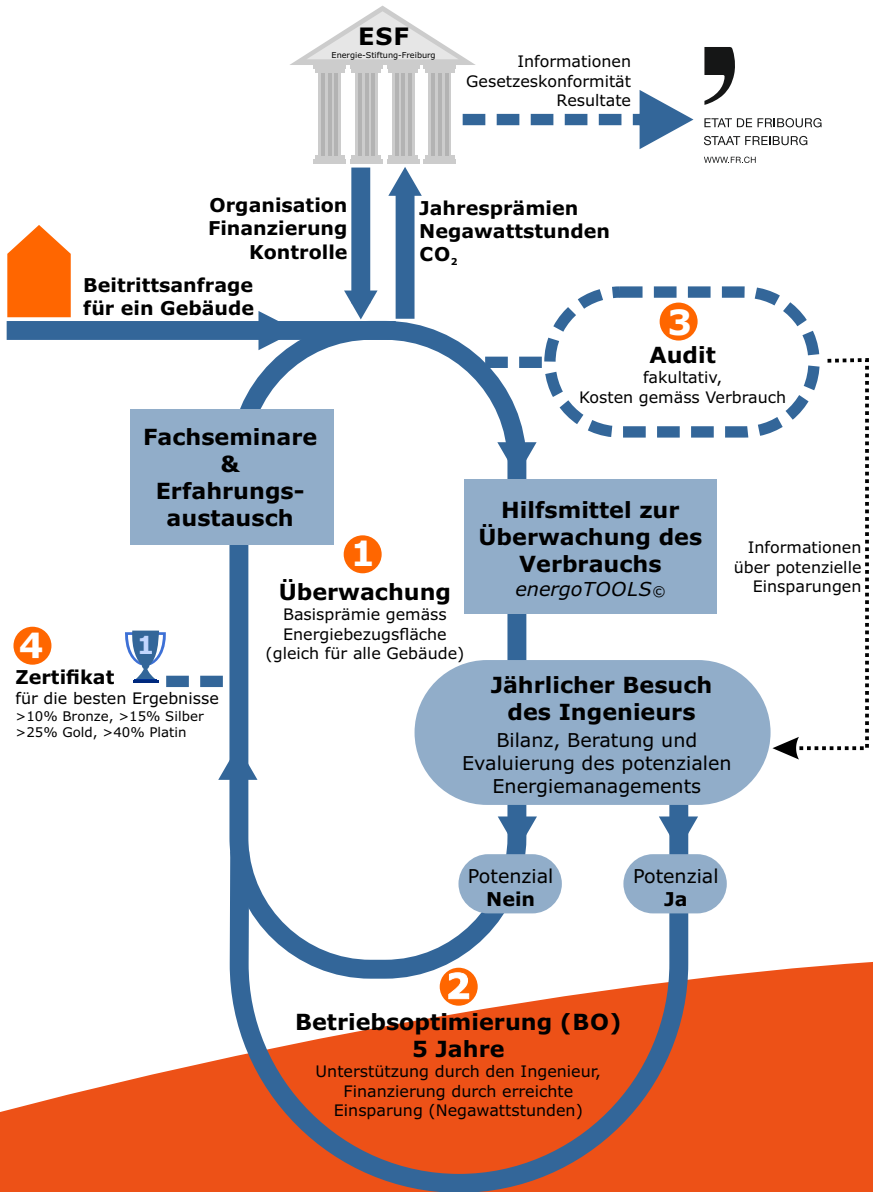 ESF
Energie-Stiftung-Freiburg
Informationen
Gesetzeskonformität
Resultate
ETAT DE FRIBOURG
STAAT FREIBURG
WWW.FR.CH
Organisation
Finanzierung
Kontrolle
Jahresprämien
Negawattstunden
CO₂
Beitrittsanfrage
für ein Gebäude
3
Audit
fakultativ,
Kosten gemäss Verbrauch
Fachseminare
&
Erfahrungs-
austausch
Hilfsmittel zur
Überwachung des
Verbrauchs
energoTOOLS©
Informationen
über potenzielle
Einsparungen
1
Überwachung
Basisprämie gemäss
Energiebezugsfläche
(gleich für alle Gebäude)
4
1
Zertifikat
für die besten Ergebnisse
>10% Bronze, >15% Silber
>25% Gold, >40% Platin
Jährlicher Besuch
des Ingenieurs
Bilanz, Beratung und
Evaluierung des potenzialen
Energiemanagements
Potenzial
Nein
Potenzial
Ja
2
Betriebsoptimierung (BO)
5 Jahre
Unterstützung durch den Ingenieur,
Finanzierung durch erreichte
Einsparung (Negawattstunden)